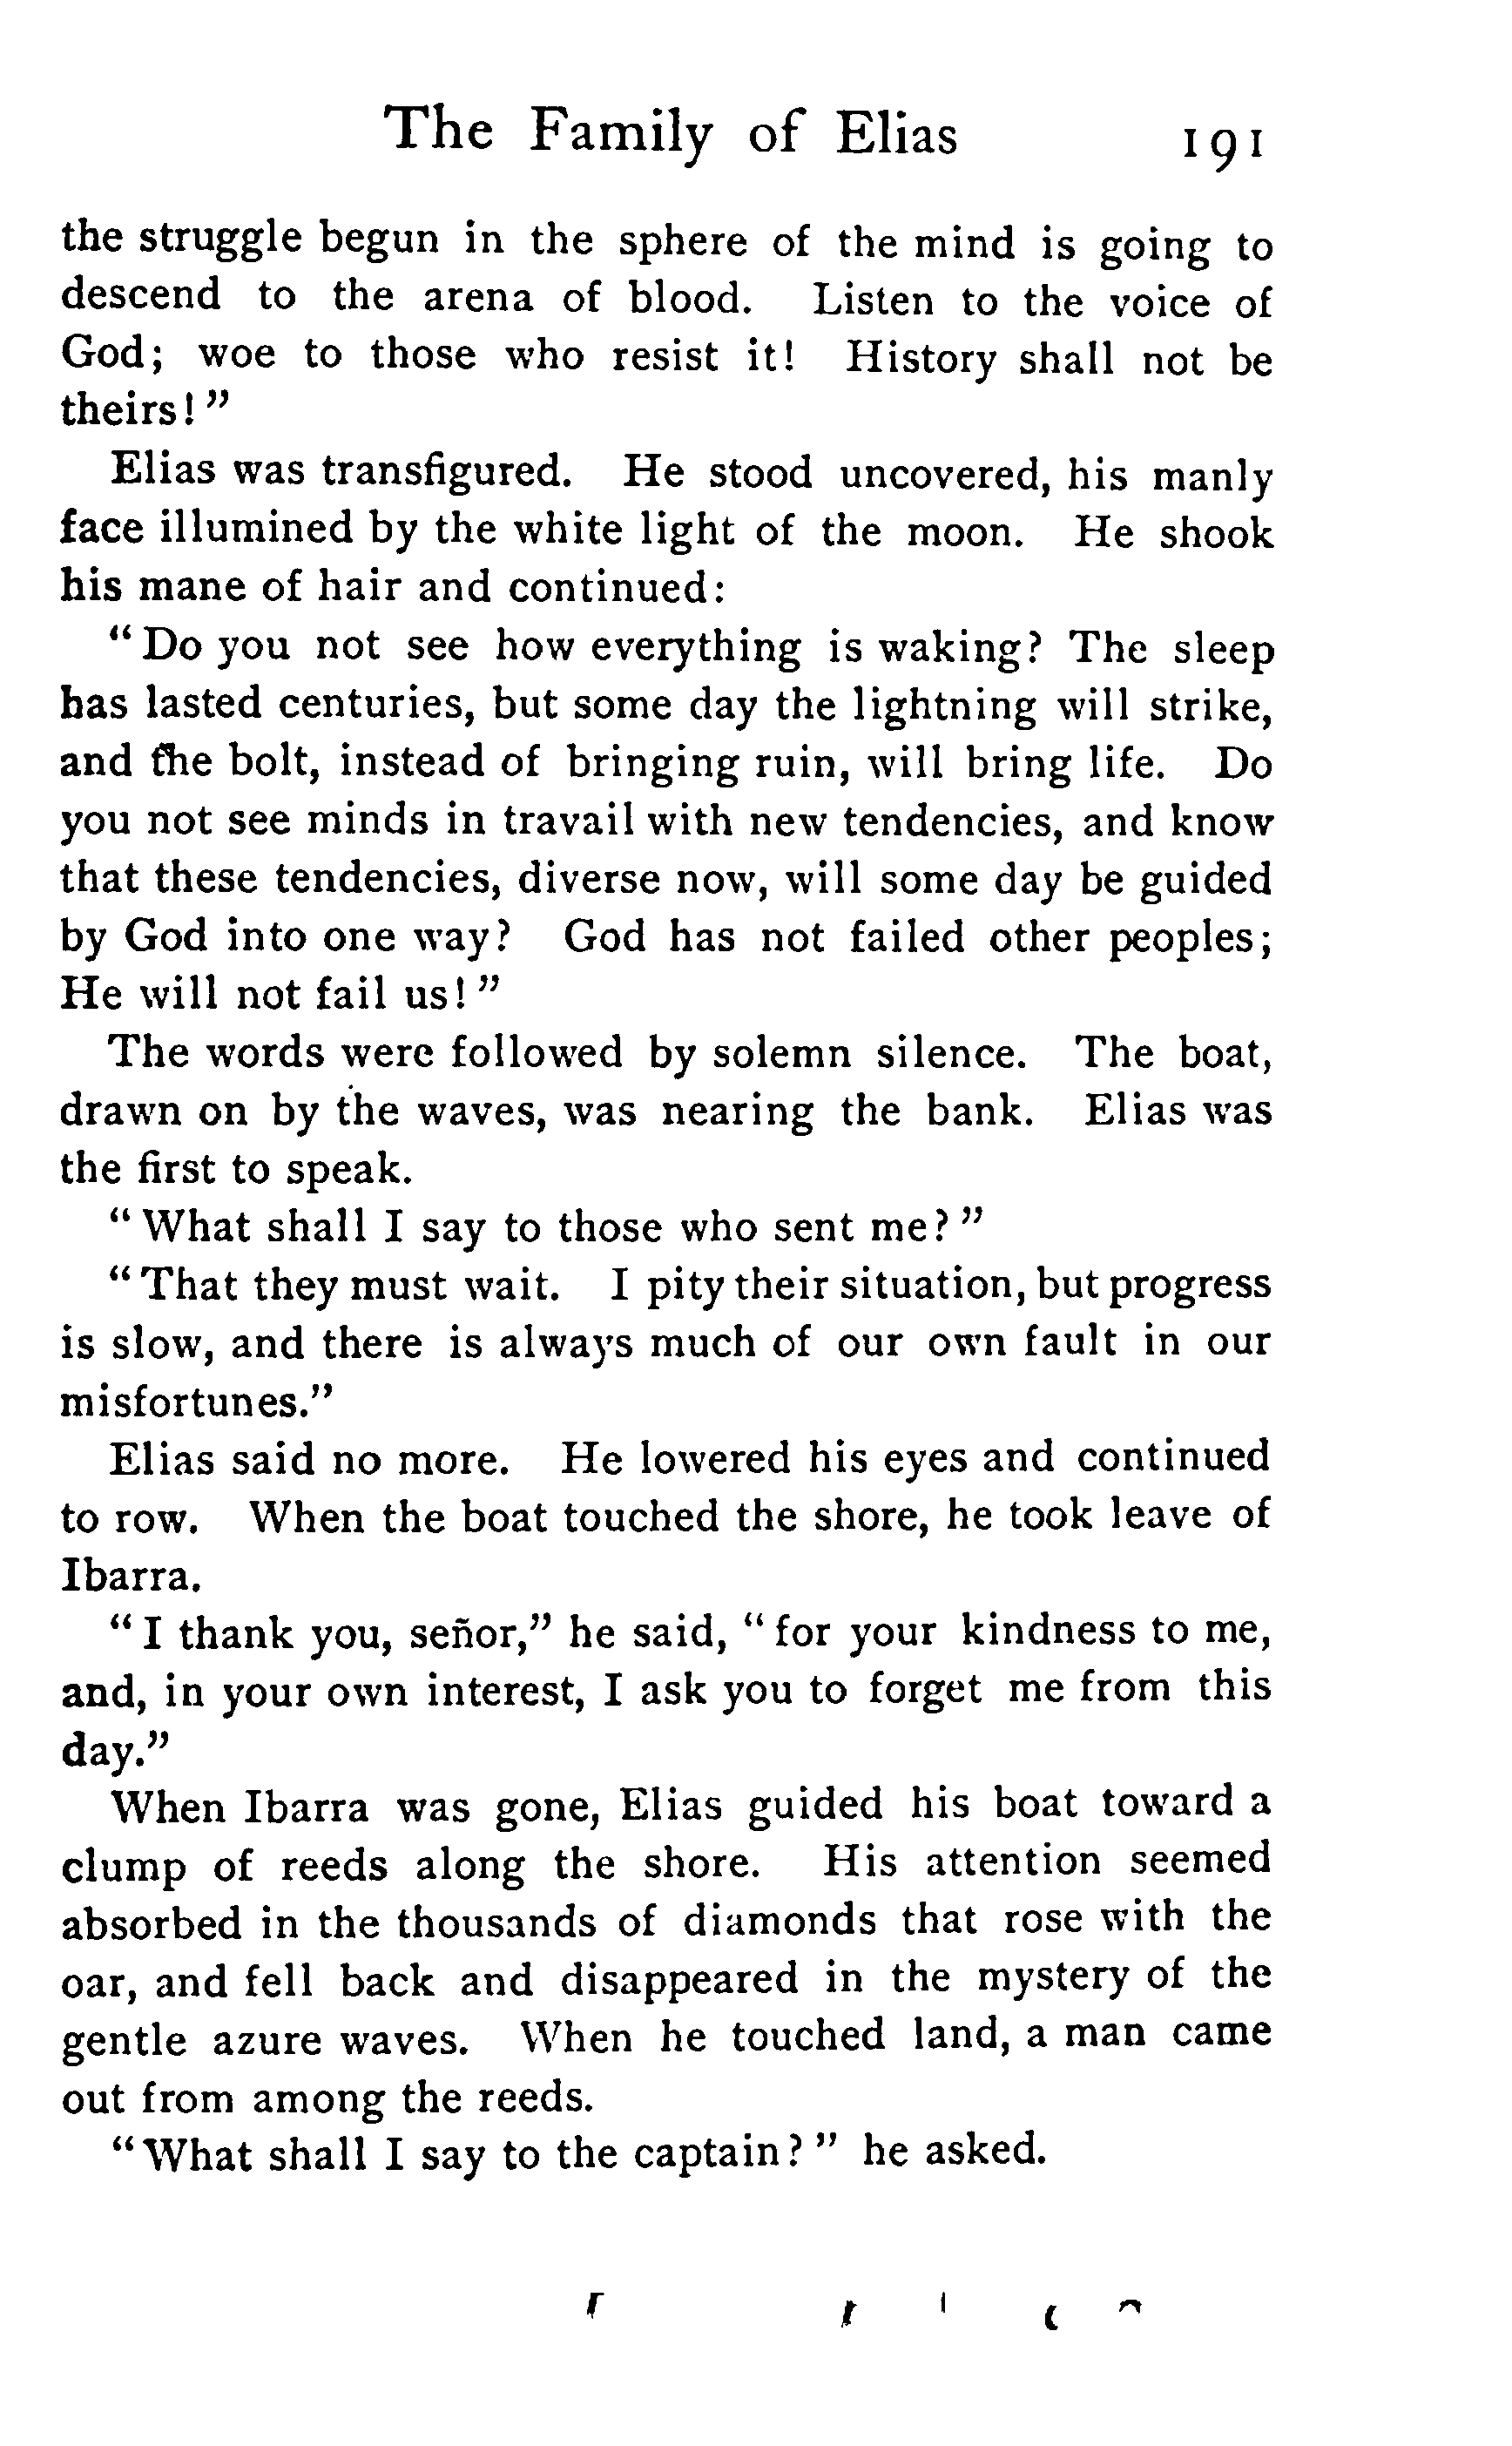 The Family of Elias 191
the struggle begun in the sphere of the mind is going to
descend to the arena of blood. Listen to the voice of
God; woe to those who resist it! History shall not be
theirs!"
Elias was transfigured. He stood uncovered, his manly
face illumined by the white light of the moon. He shook
his mane of hair and continued:
"Do you not see how everything is waking? The sleep
has lasted centuries, but some day the lightning will strike,
and the bolt, instead of bringing ruin, will bring life. Do
you not see minds in travail with new tendencies, and know
that these tendencies, diverse now, will some day be guided
by God into one way? God has not failed other peoples;
He will not fail us!"
The words were followed by solemn silence. The boat,
drawn on by the waves, was nearing the bank. Elias was
the first to speak.
"What shall I say to those who sent me?"
"That they must wait. I pity their situation, but progress
is slow, and there is always much of our own fault in our
misfortunes."
Elias said no more. He lowered his eyes and continued
to row. When the boat touched the shore, he took leave of
Ibarra.
"I thank you, señor," he said, "for your kindness to me,
and, in your own interest, I ask you to forget me from this
day."
When Ibarra was gone, Elias guided his boat toward a
clump of reeds along the shore. His attention seemed
absorbed in the thousands of diamonds that rose with the
oar, and fell back and disappeared in the mystery of the
gentle azure waves. When he touched land, a man came
out from among the reeds.
"What shall I say to the captain?" he asked.